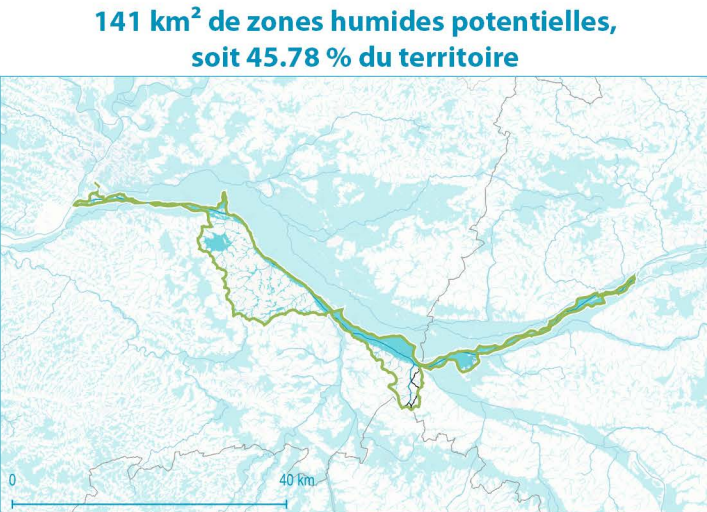 141 km² de zones humides potentielles,
soit 45.78 % du territoire
0 40 km